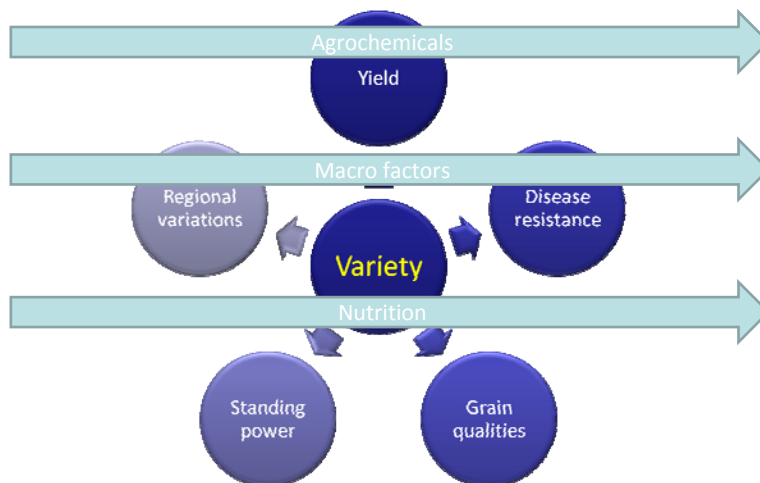 Agrochemicals
Yield
Macro factors
Regional
variations
Disease
resistance
Variety
Nutrition
Standing
power
Grain
qualities